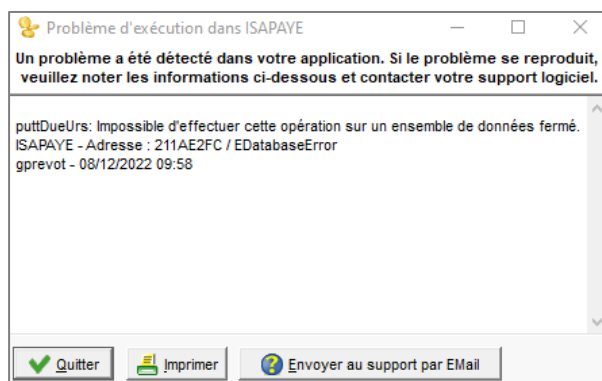 Problème d'exécution dans ISAPAYE
Un problème a été détecté dans votre application. Si le problème se reproduit,
veuillez noter les informations ci-dessous et contacter votre support logiciel.
puttDueUrs: Impossible d'effectuer cette opération sur un ensemble de données fermé.
ISAPAYE - Adresse : 211AE2FC / EDatabaseError
gprevot - 08/12/2022 09:58
Quitter
Imprimer
Envoyer au support par EMail